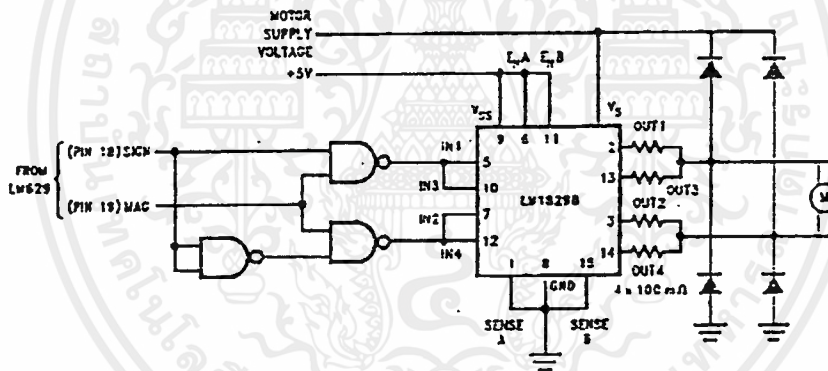 MOTOR
SUPPLY
VOLTAGE
+5V
ENA ENB
VSS
9 6 11
VS
FROM
LM629
(PIN 18) SIGN
(PIN 19) MAG
IN1
5
IN3
10
IN2
7
IN4
12
LM18298
OUT1
2
13
OUT3
OUT2
3
14
OUT4
4 x 100 mΩ
M
1 8 15
GND
SENSE
A
SENSE
B